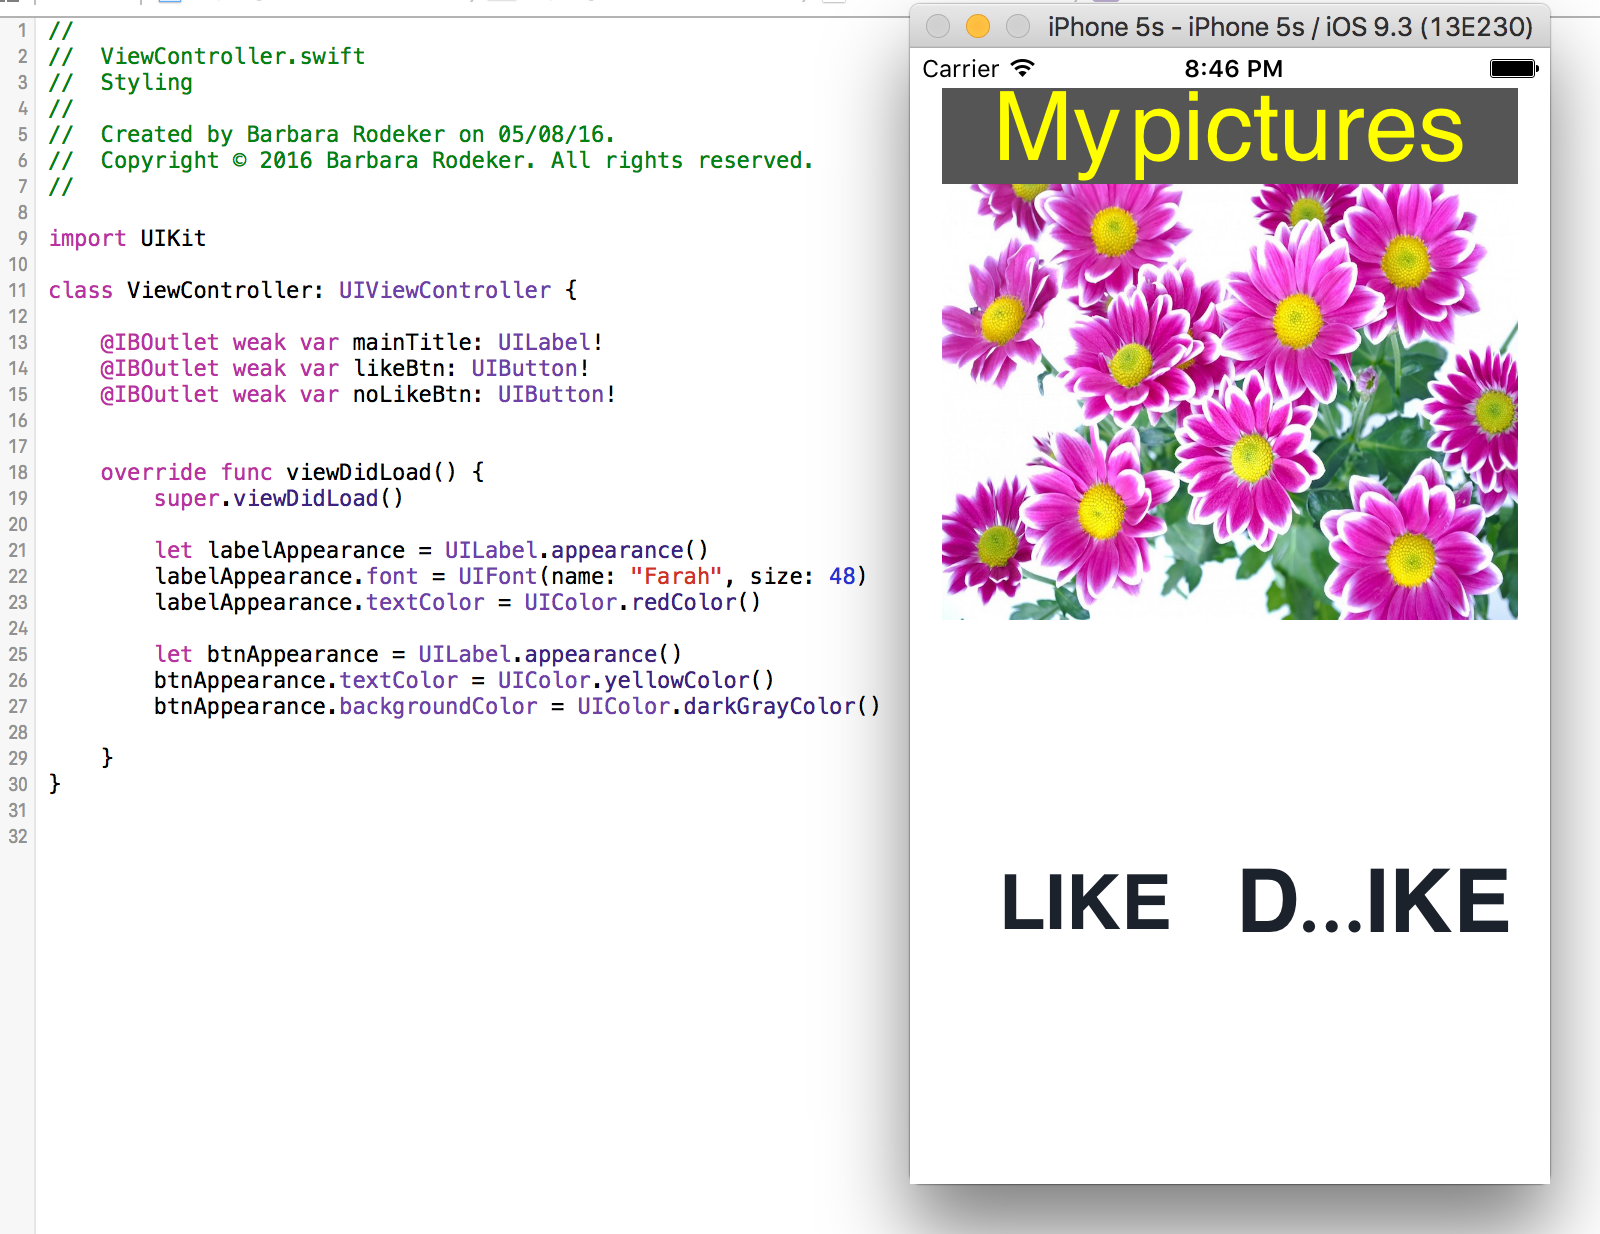 1 //
2 // ViewController.swift
3 // Styling
4 //
5 // Created by Barbara Rodeker on 05/08/16.
6 // Copyright © 2016 Barbara Rodeker. All rights reserved.
7 //
8
9 import UIKit
10
11 class ViewController: UIViewController {
12
13 @IBOutlet weak var mainTitle: UILabel!
14 @IBOutlet weak var likeBtn: UIButton!
15 @IBOutlet weak var noLikeBtn: UIButton!
16
17
18 override func viewDidLoad() {
19 super.viewDidLoad()
20
21 let labelAppearance = UILabel.appearance()
22 labelAppearance.font = UIFont(name: "Farah", size: 48)
23 labelAppearance.textColor = UIColor.redColor()
24
25 let btnAppearance = UILabel.appearance()
26 btnAppearance.textColor = UIColor.yellowColor()
27 btnAppearance.backgroundColor = UIColor.darkGrayColor()
28
29 }
30 }
31
32
iPhone 5s - iPhone 5s / iOS 9.3 (13E230)
Carrier 8:46 PM
My pictures
LIKE D...IKE